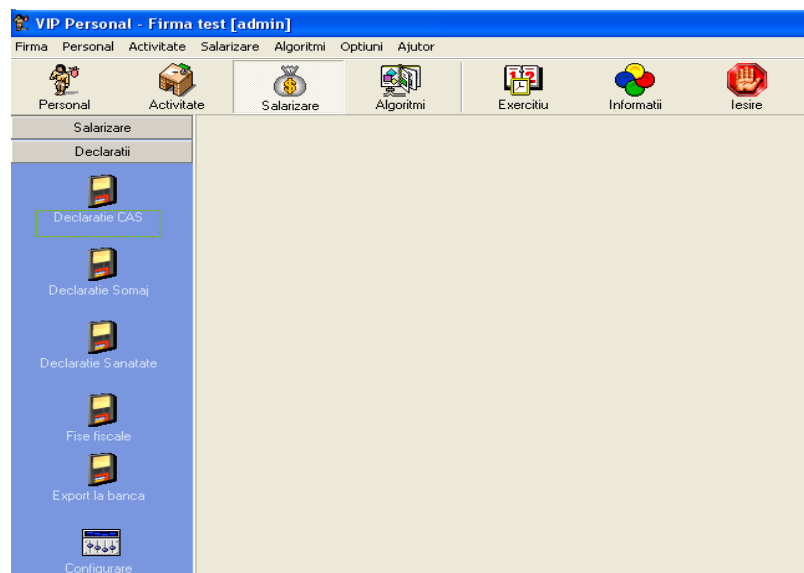 VIP Personal - Firma test [admin]
Firma Personal Activitate Salarizare Algoritmi Optiuni Ajutor
Personal Activitate Salarizare Algoritmi Exercitiu Informatii Iesire
Salarizare
Declaratii
Declaratie CAS
Declaratie Somaj
Declaratie Sanatate
Fise fiscale
Export la banca
Configurare